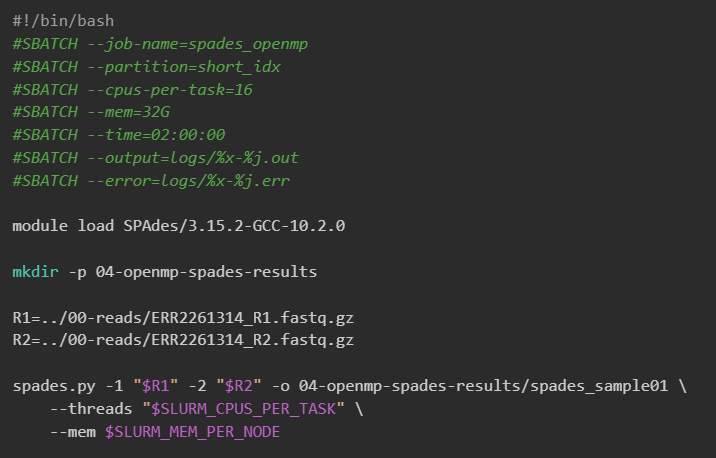 #!/bin/bash
#SBATCH --job-name=spades_openmp
#SBATCH --partition=short_idx
#SBATCH --cpus-per-task=16
#SBATCH --mem=32G
#SBATCH --time=02:00:00
#SBATCH --output=logs/%x-%j.out
#SBATCH --error=logs/%x-%j.err
module load SPAdes/3.15.2-GCC-10.2.0
mkdir -p 04-openmp-spades-results
R1=../00-reads/ERR2261314_R1.fastq.gz
R2=../00-reads/ERR2261314_R2.fastq.gz
spades.py -1 "$R1" -2 "$R2" -o 04-openmp-spades-results/spades_sample01 \
    --threads "$SLURM_CPUS_PER_TASK" \
    --mem $SLURM_MEM_PER_NODE